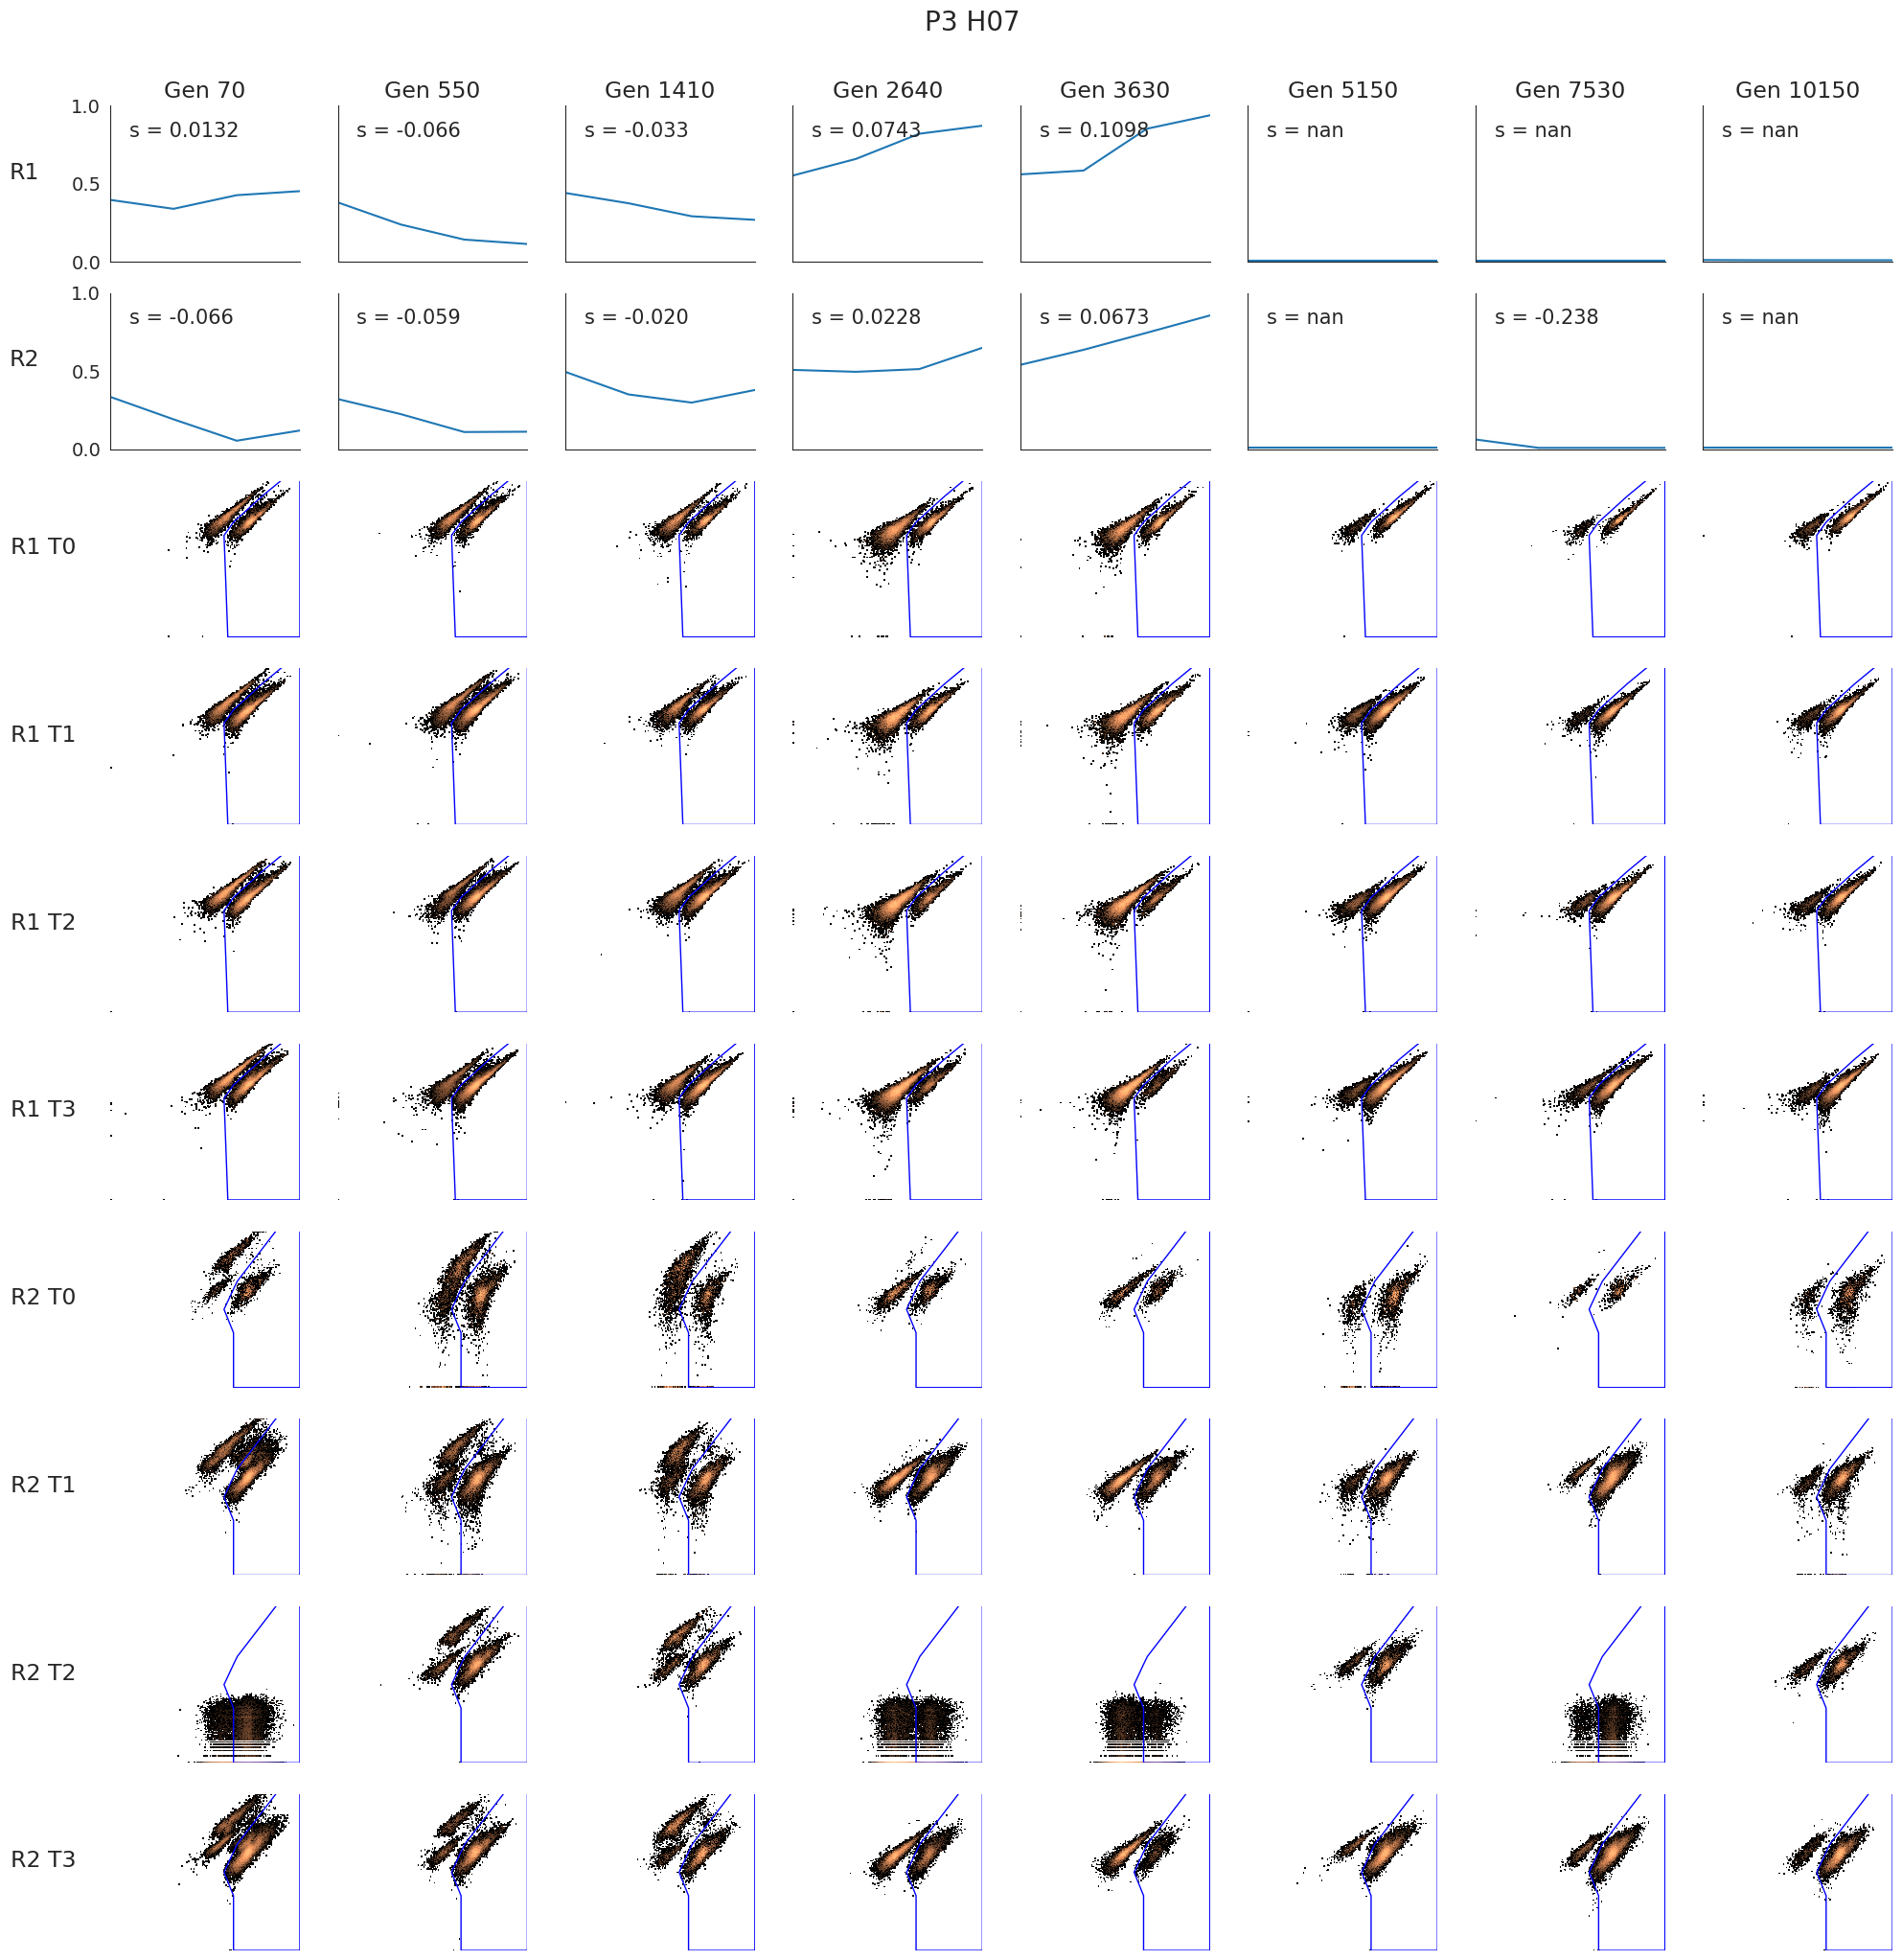 P3 H07
Gen 70 Gen 550 Gen 1410 Gen 2640 Gen 3630 Gen 5150 Gen 7530 Gen 10150
1.0
s = 0.0132 s = -0.066 s = -0.033 s = 0.0743 s = 0.1098 s = nan s = nan s = nan
R1
0.5
0.0
1.0
s = -0.066 s = -0.059 s = -0.020 s = 0.0228 s = 0.0673 s = nan s = -0.238 s = nan
R2
0.5
0.0
R1 T0
R1 T1
R1 T2
R1 T3
R2 T0
R2 T1
R2 T2
R2 T3